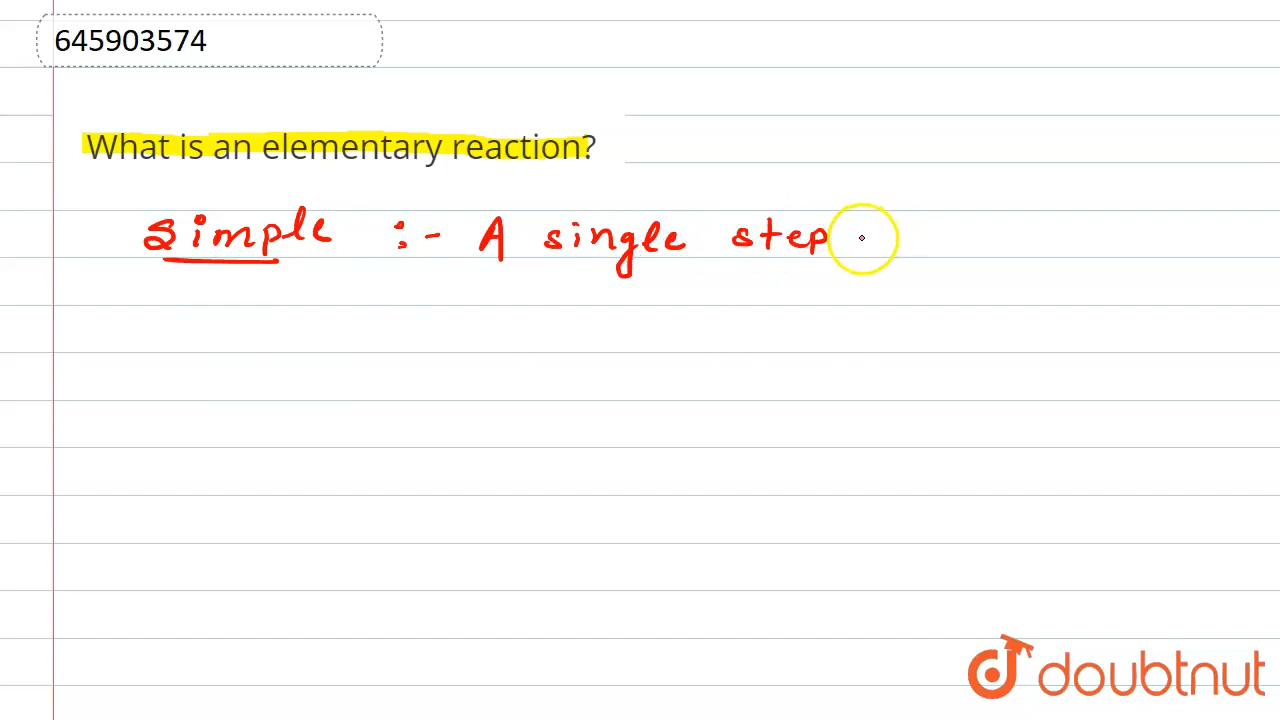 645903574
What is an elementary reaction?
Simple :- A single step
doubtnut